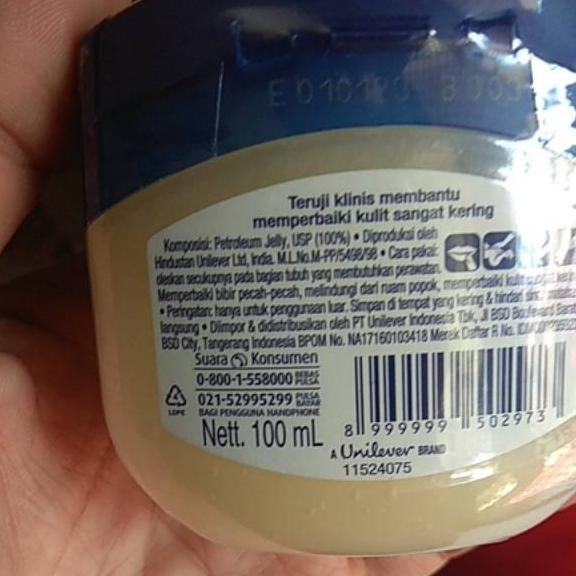 E 010123 B 003
Teruji klinis membantu
memperbaiki kulit sangat kering
Komposisi: Petroleum Jelly, USP (100%) • Diproduksi oleh
Hindustan Unilever Ltd, India. M.L.No.M-PP/5498/98 • Cara pakai:
oleskan secukupnya pada bagian tubuh yang membutuhkan perawatan.
Memperbaiki bibir pecah-pecah, melindungi dari ruam popok, memperbaiki kulit
• Peringatan: hanya untuk penggunaan luar. Simpan di tempat yang kering & hindari sinar
langsung • Diimpor & didistribusikan oleh PT Unilever Indonesia Tbk, Jl BSD Boulevard
BSD City, Tangerang Indonesia BPOM No. NA17160103418 Merek Daftar R No.
Suara Konsumen
0-800-1-558000 BEBAS PULSA
021-52995299 PULSA BAYAR
BAGI PENGGUNA HANDPHONE
LDPE
Nett. 100 mL
8 999999 502973
A Unilever BRAND
11524075